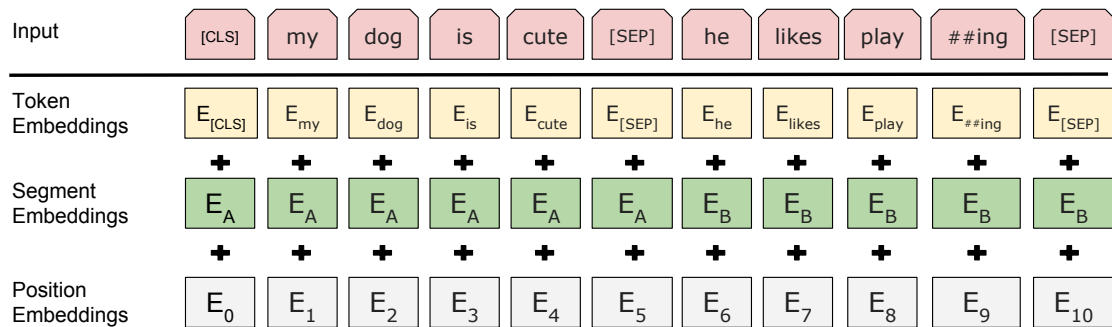 Input [CLS] my dog is cute [SEP] he likes play ##ing [SEP]
Token Embeddings E[CLS] Emy Edog Eis Ecute E[SEP] Ehe Elikes Eplay E##ing E[SEP]
+ + + + + + + + + + +
Segment Embeddings EA EA EA EA EA EA EB EB EB EB EB
+ + + + + + + + + + +
Position Embeddings E0 E1 E2 E3 E4 E5 E6 E7 E8 E9 E10